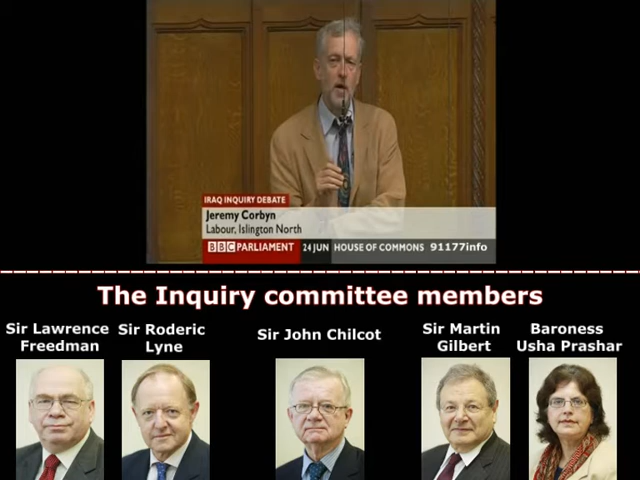 IRAQ INQUIRY DEBATE
Jeremy Corbyn
Labour, Islington North
BBC PARLIAMENT 24 JUN HOUSE OF COMMONS 91177info
The Inquiry committee members
Sir Lawrence Freedman
Sir Roderic Lyne
Sir John Chilcot
Sir Martin Gilbert
Baroness Usha Prashar